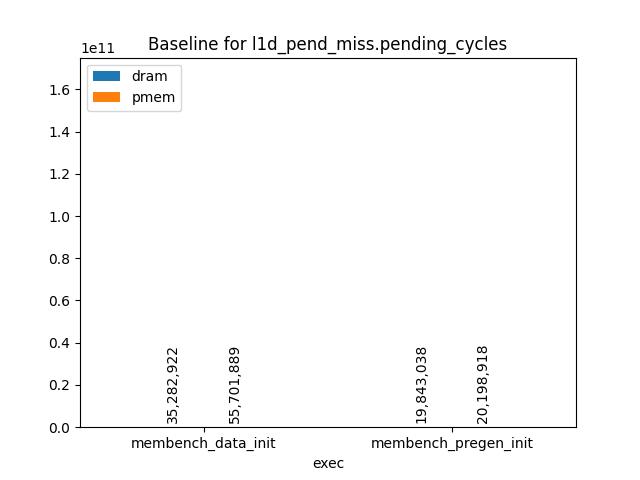 Baseline for l1d_pend_miss.pending_cycles
1e11
dram
pmem
1.6
1.4
1.2
1.0
0.8
0.6
0.4
0.2
0.0
35,282,922
55,701,889
19,843,038
20,198,918
membench_data_init
membench_pregen_init
exec